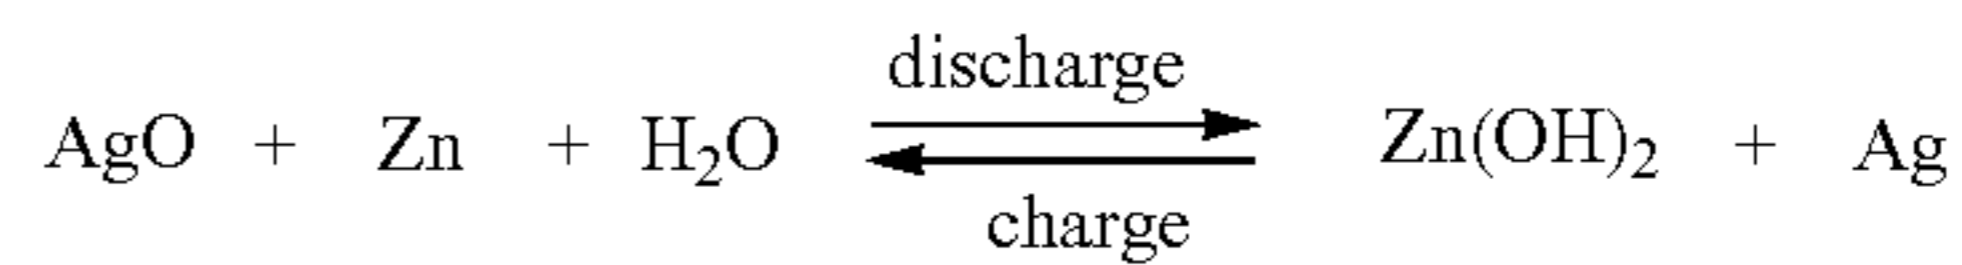 discharge
AgO + Zn + H₂O Zn(OH)₂ + Ag
charge